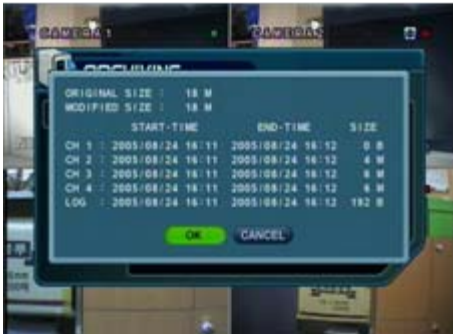 CAMERA 1
CAMERA
ARCHIVING
ORIGINAL SIZE : 18 M
MODIFIED SIZE : 18 M
START-TIME END-TIME SIZE
CH 1 : 2005/08/24 16:11 2005/08/24 16:12 0 B
CH 2 : 2005/08/24 16:11 2005/08/24 16:12 4 M
CH 3 : 2005/08/24 16:11 2005/08/24 16:12 6 M
CH 4 : 2005/08/24 16:11 2005/08/24 16:12 6 M
LOG : 2005/08/24 16:11 2005/08/24 16:12 192 B
OK CANCEL